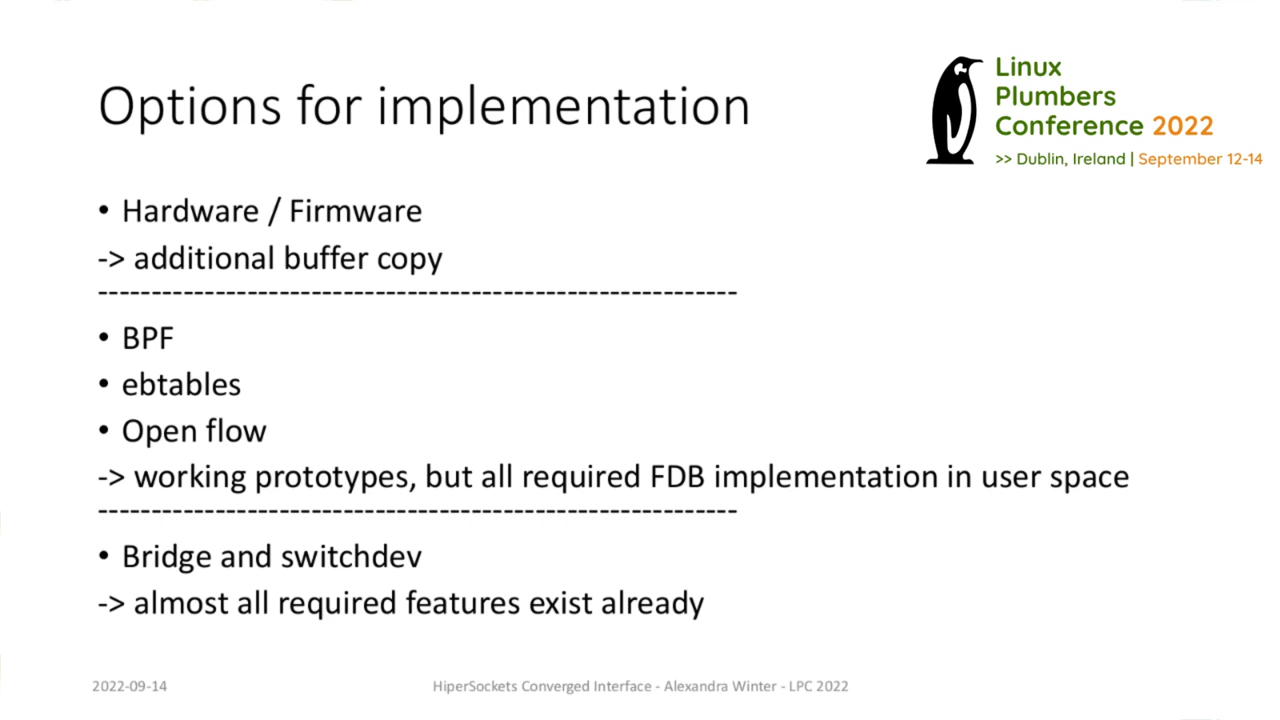 Options for implementation
Linux
Plumbers
Conference 2022
>> Dublin, Ireland | September 12-14
• Hardware / Firmware
-> additional buffer copy
------------------------------------------------------------
• BPF
• ebtables
• Open flow
-> working prototypes, but all required FDB implementation in user space
------------------------------------------------------------
• Bridge and switchdev
-> almost all required features exist already
2022-09-14
HiperSockets Converged Interface - Alexandra Winter - LPC 2022